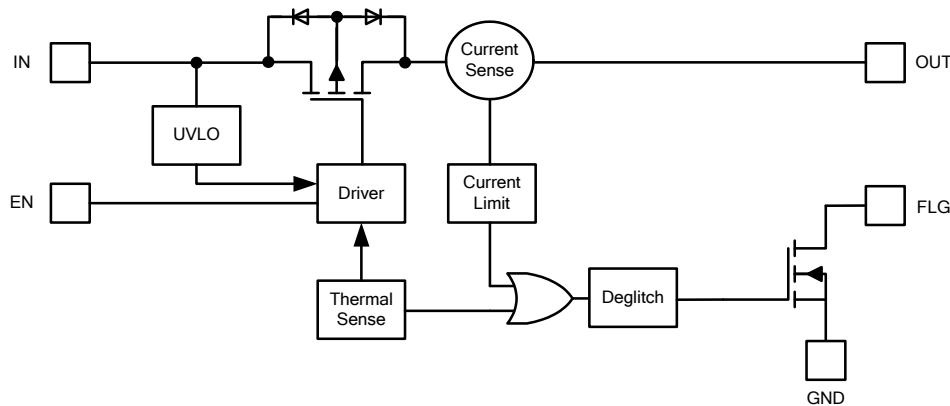 IN
Current
Sense
OUT
UVLO
EN
Driver
Current
Limit
FLG
Thermal
Sense
Deglitch
GND